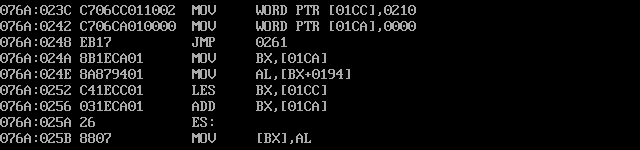 076A:023C C706CC011002  MOV     WORD PTR [01CC],0210
076A:0242 C706CA010000  MOV     WORD PTR [01CA],0000
076A:0248 EB17          JMP     0261
076A:024A 8B1ECA01      MOV     BX,[01CA]
076A:024E 8A879401      MOV     AL,[BX+0194]
076A:0252 C41ECC01      LES     BX,[01CC]
076A:0256 031ECA01      ADD     BX,[01CA]
076A:025A 26            ES:
076A:025B 8807          MOV     [BX],AL